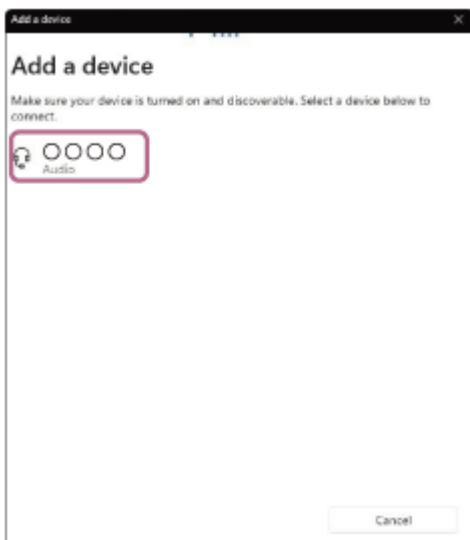 Add a device
Add a device
Make sure your device is turned on and discoverable. Select a device below to
connect.
○○○○
Audio
Cancel